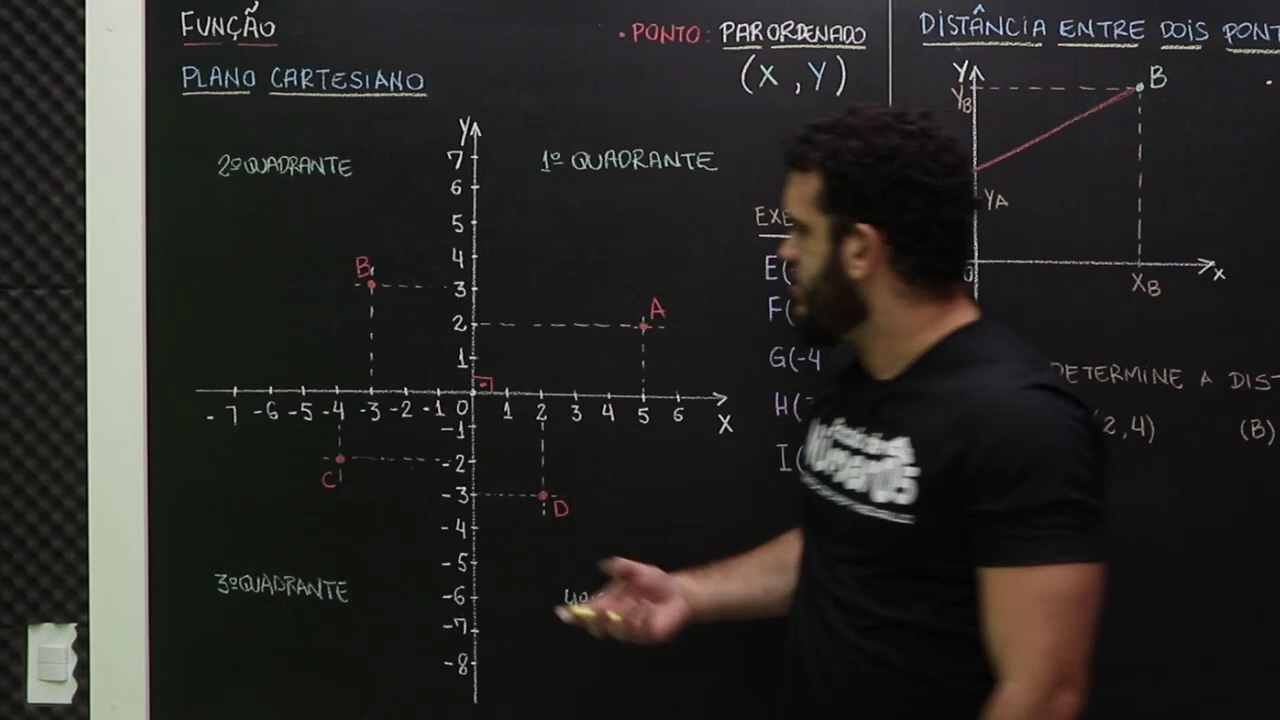 FUNÇÃO
PLANO CARTESIANO
• PONTO: PAR ORDENADO
(X, Y)
2º QUADRANTE
1º QUADRANTE
Y
7
6
5
4
3
2
1
B
A
-7 -6 -5 -4 -3 -2 -1 0 1 2 3 4 5 6
X
-1
-2
-3
-4
-5
-6
-7
-8
C
D
3º QUADRANTE
DISTÂNCIA ENTRE DOIS PONT
Y
YB
B
YA
0
XB
X
EXE
E(
F(
G(-4
H(
I(
DETERMINE A DIST
2,4)
(B)
NÚMEROS